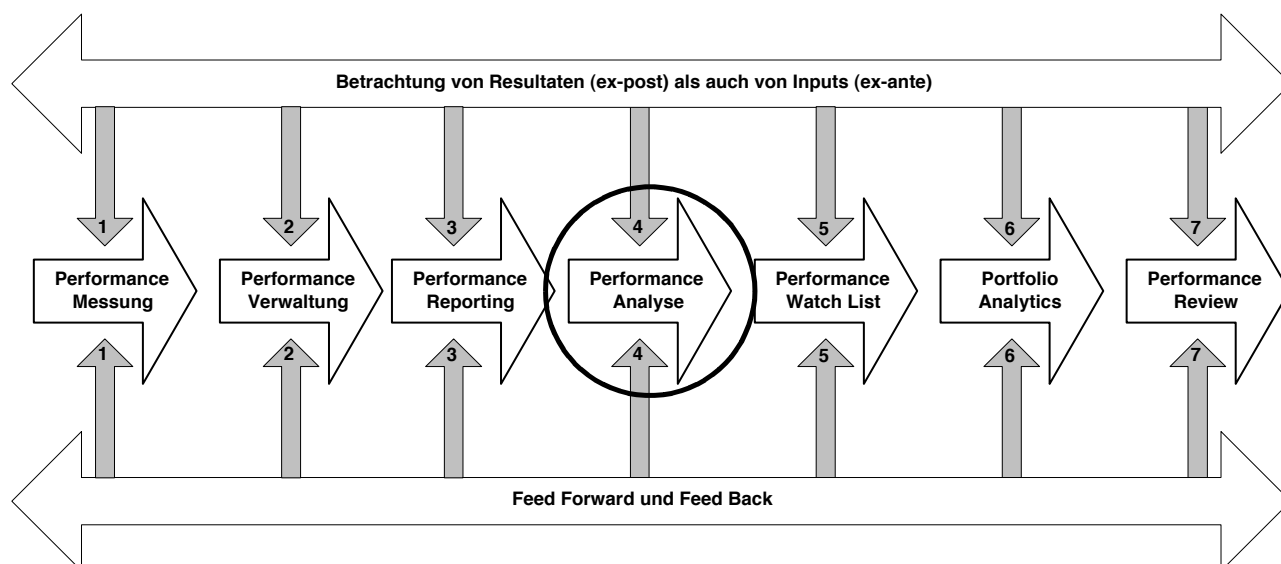 Betrachtung von Resultaten (ex-post) als auch von Inputs (ex-ante)
1 2 3 4 5 6 7
Performance Messung
Performance Verwaltung
Performance Reporting
Performance Analyse
Performance Watch List
Portfolio Analytics
Performance Review
1 2 3 4 5 6 7
Feed Forward und Feed Back